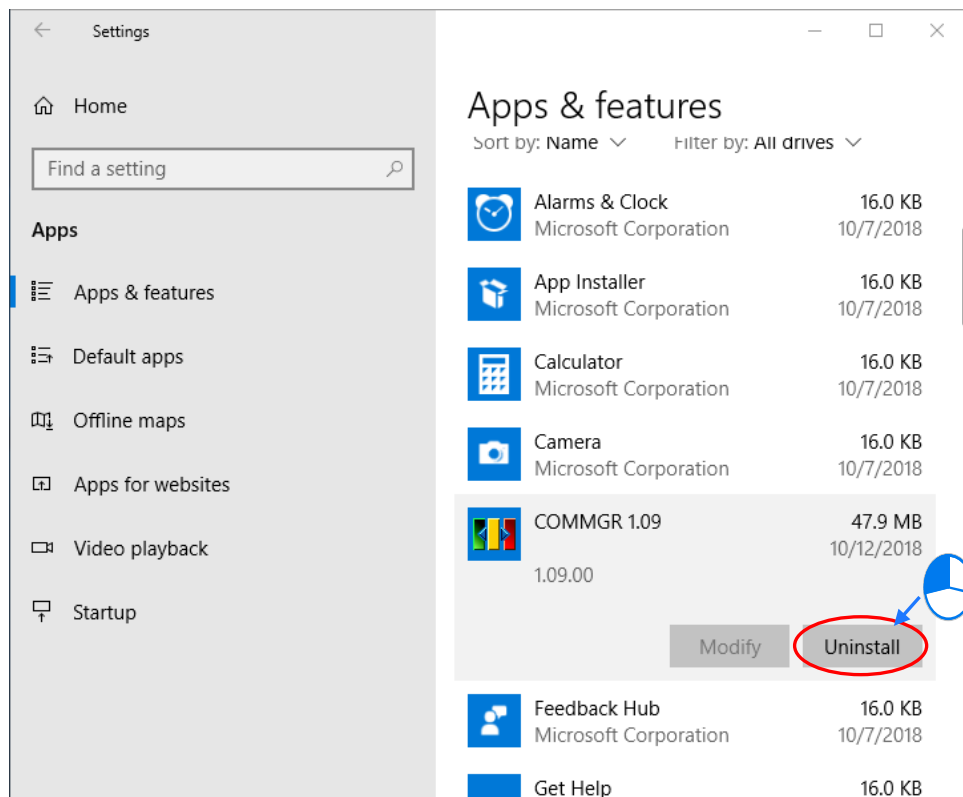 Settings
Home
Find a setting
Apps
Apps & features
Default apps
Offline maps
Apps for websites
Video playback
Startup
Apps & features
Sort by: Name Filter by: All drives
Alarms & Clock 16.0 KB
Microsoft Corporation 10/7/2018
App Installer 16.0 KB
Microsoft Corporation 10/7/2018
Calculator 16.0 KB
Microsoft Corporation 10/7/2018
Camera 16.0 KB
Microsoft Corporation 10/7/2018
COMMGR 1.09 47.9 MB
10/12/2018
1.09.00
Modify Uninstall
Feedback Hub 16.0 KB
Microsoft Corporation 10/7/2018
Get Help 16.0 KB